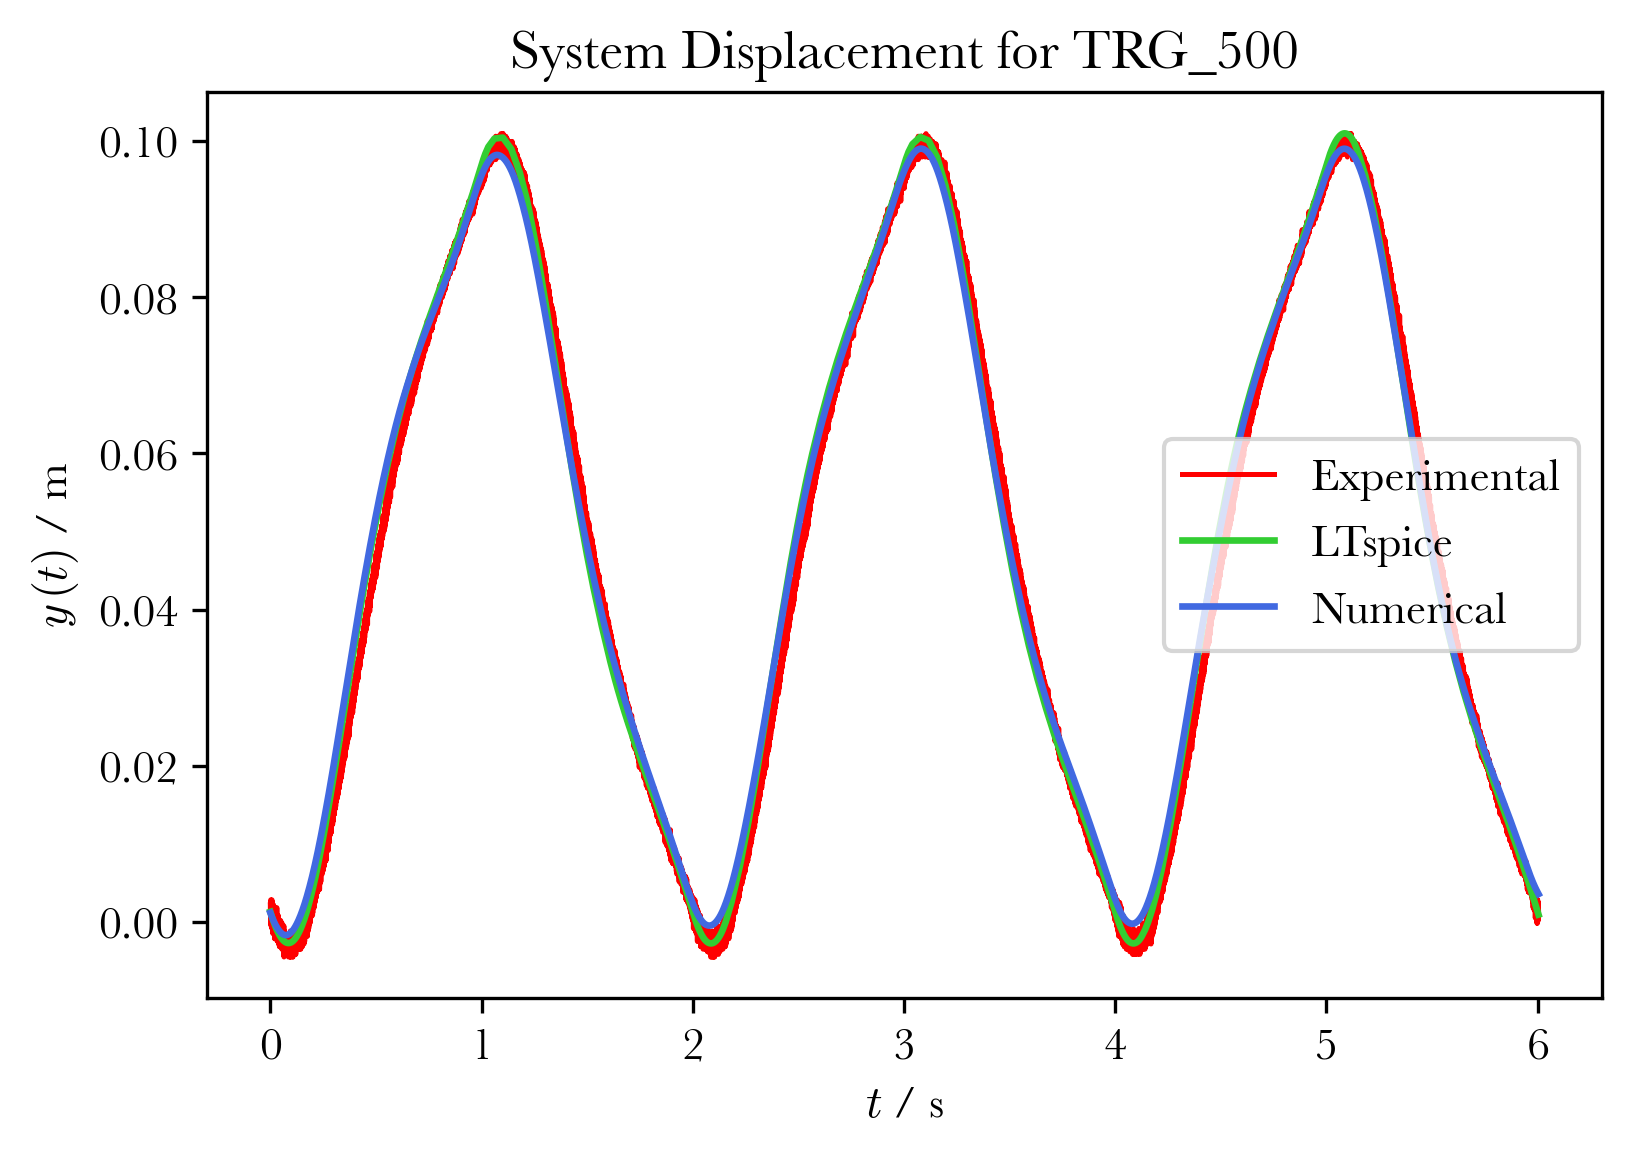 System Displacement for TRG_500
y(t) / m
0.10
0.08
0.06
0.04
0.02
0.00
Experimental
LTspice
Numerical
0 1 2 3 4 5 6
t / s